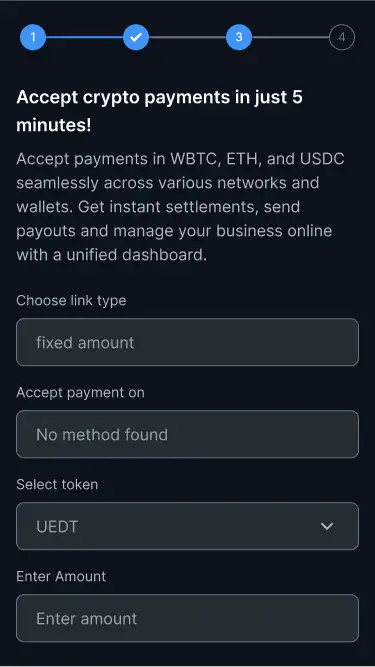 1 3 4
Accept crypto payments in just 5
minutes!
Accept payments in WBTC, ETH, and USDC
seamlessly across various networks and
wallets. Get instant settlements, send
payouts and manage your business online
with a unified dashboard.
Choose link type
fixed amount
Accept payment on
No method found
Select token
UEDT
Enter Amount
Enter amount